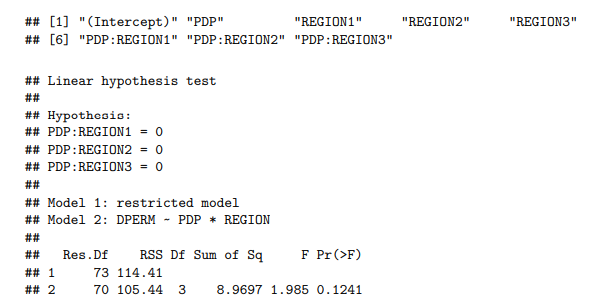 ## [1] "(Intercept)" "PDP" "REGION1" "REGION2" "REGION3"
## [6] "PDP:REGION1" "PDP:REGION2" "PDP:REGION3"
## Linear hypothesis test
##
## Hypothesis:
## PDP:REGION1 = 0
## PDP:REGION2 = 0
## PDP:REGION3 = 0
##
## Model 1: restricted model
## Model 2: DPERM ~ PDP * REGION
##
## Res.Df RSS Df Sum of Sq F Pr(>F)
## 1 73 114.41
## 2 70 105.44 3 8.9697 1.985 0.1241